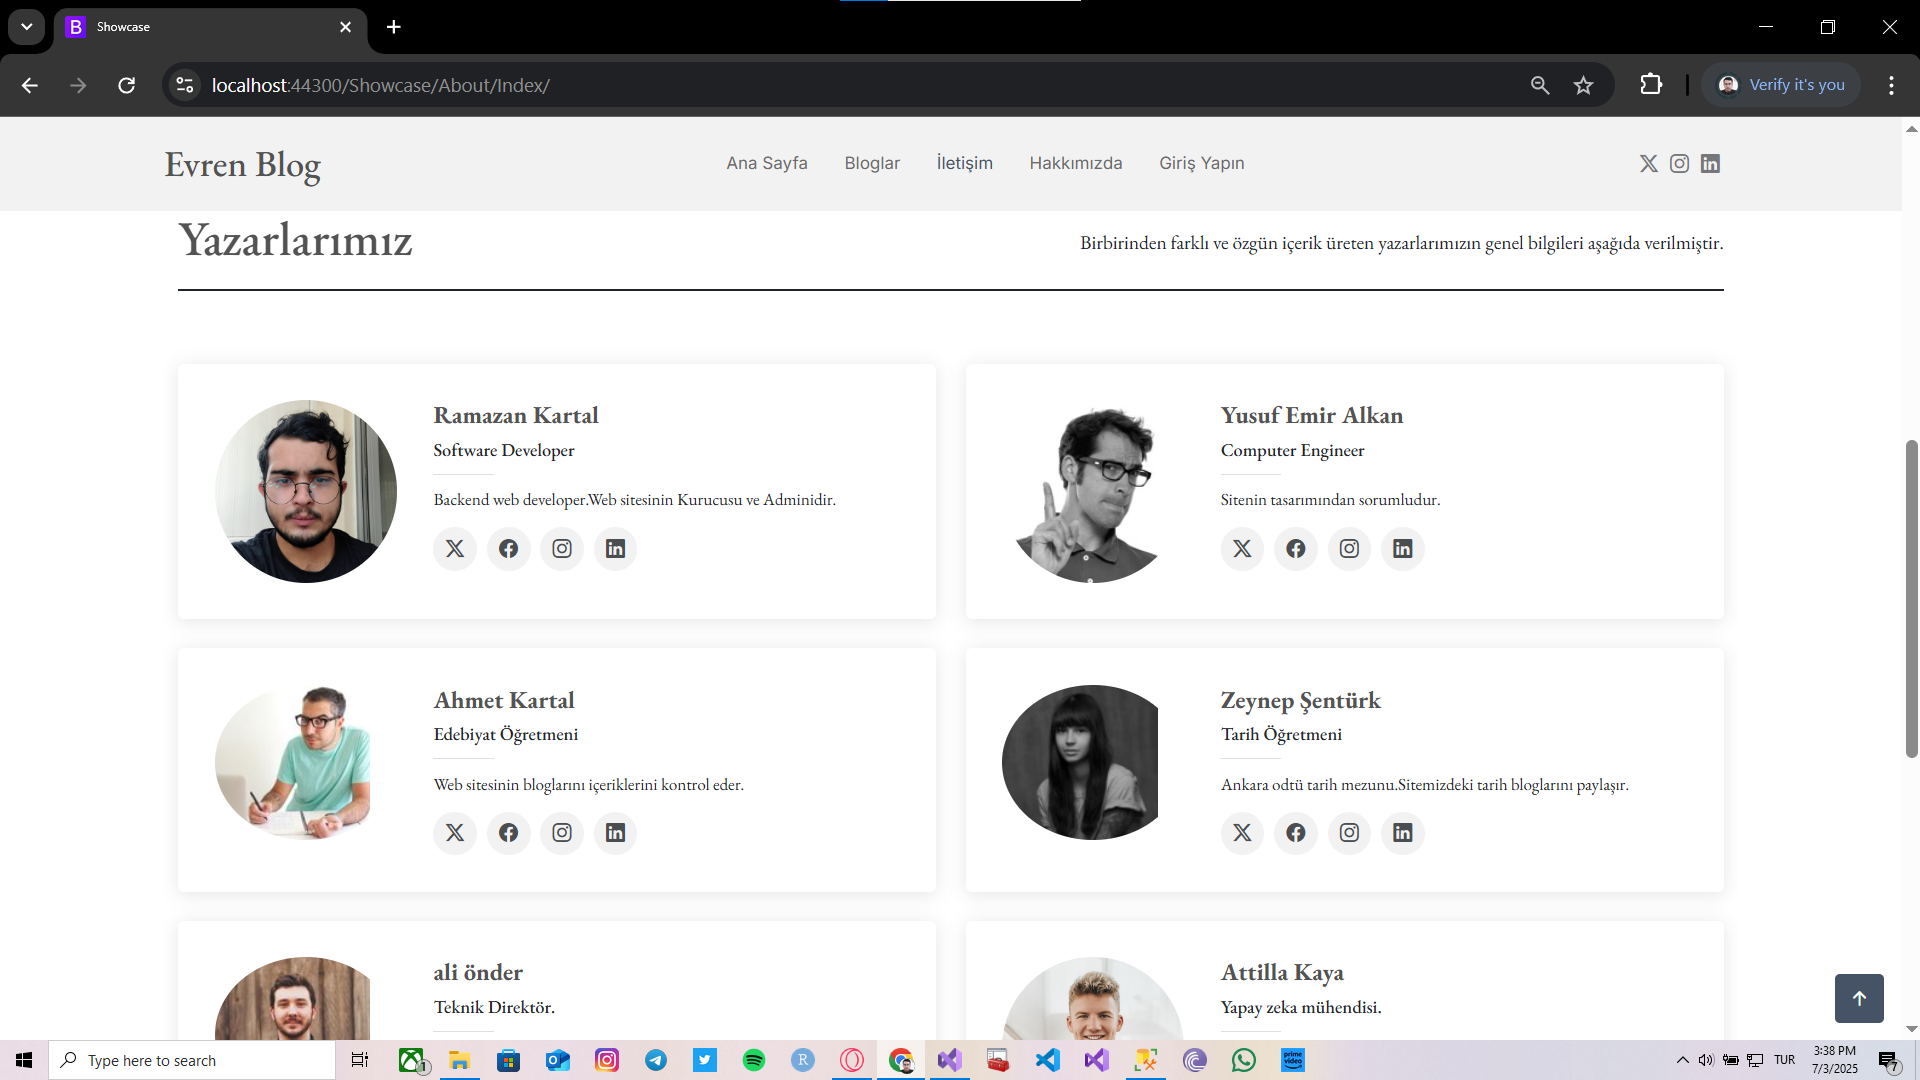 Showcase
localhost:44300/Showcase/About/Index/
Verify it's you
Evren Blog
Ana Sayfa
Bloglar
İletişim
Hakkımızda
Giriş Yapın
Yazarlarımız
Birbirinden farklı ve özgün içerik üreten yazarlarımızın genel bilgileri aşağıda verilmiştir.
Ramazan Kartal
Software Developer
Backend web developer.Web sitesinin Kurucusu ve Adminidir.
Yusuf Emir Alkan
Computer Engineer
Sitenin tasarımından sorumludur.
Ahmet Kartal
Edebiyat Öğretmeni
Web sitesinin bloglarını içeriklerini kontrol eder.
Zeynep Şentürk
Tarih Öğretmeni
Ankara odtü tarih mezunu.Sitemizdeki tarih bloglarını paylaşır.
ali önder
Teknik Direktör.
Attilla Kaya
Yapay zeka mühendisi.
Type here to search
1
R
prime video
TUR
3:38 PM
7/3/2025
7